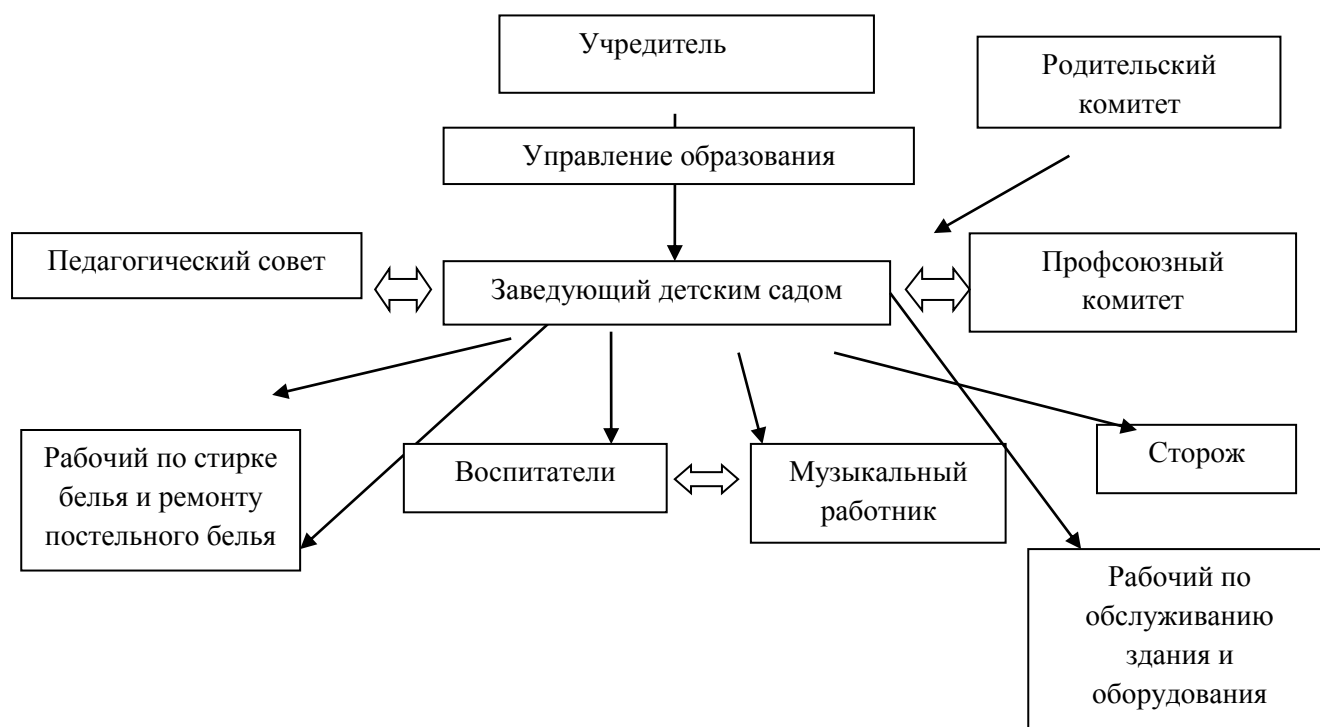 Учредитель
Родительский
комитет
Управление образования
Педагогический совет
Заведующий детским садом
Профсоюзный
комитет
Рабочий по стирке
белья и ремонту
постельного белья
Воспитатели
Музыкальный
работник
Сторож
Рабочий по
обслуживанию
здания и
оборудования